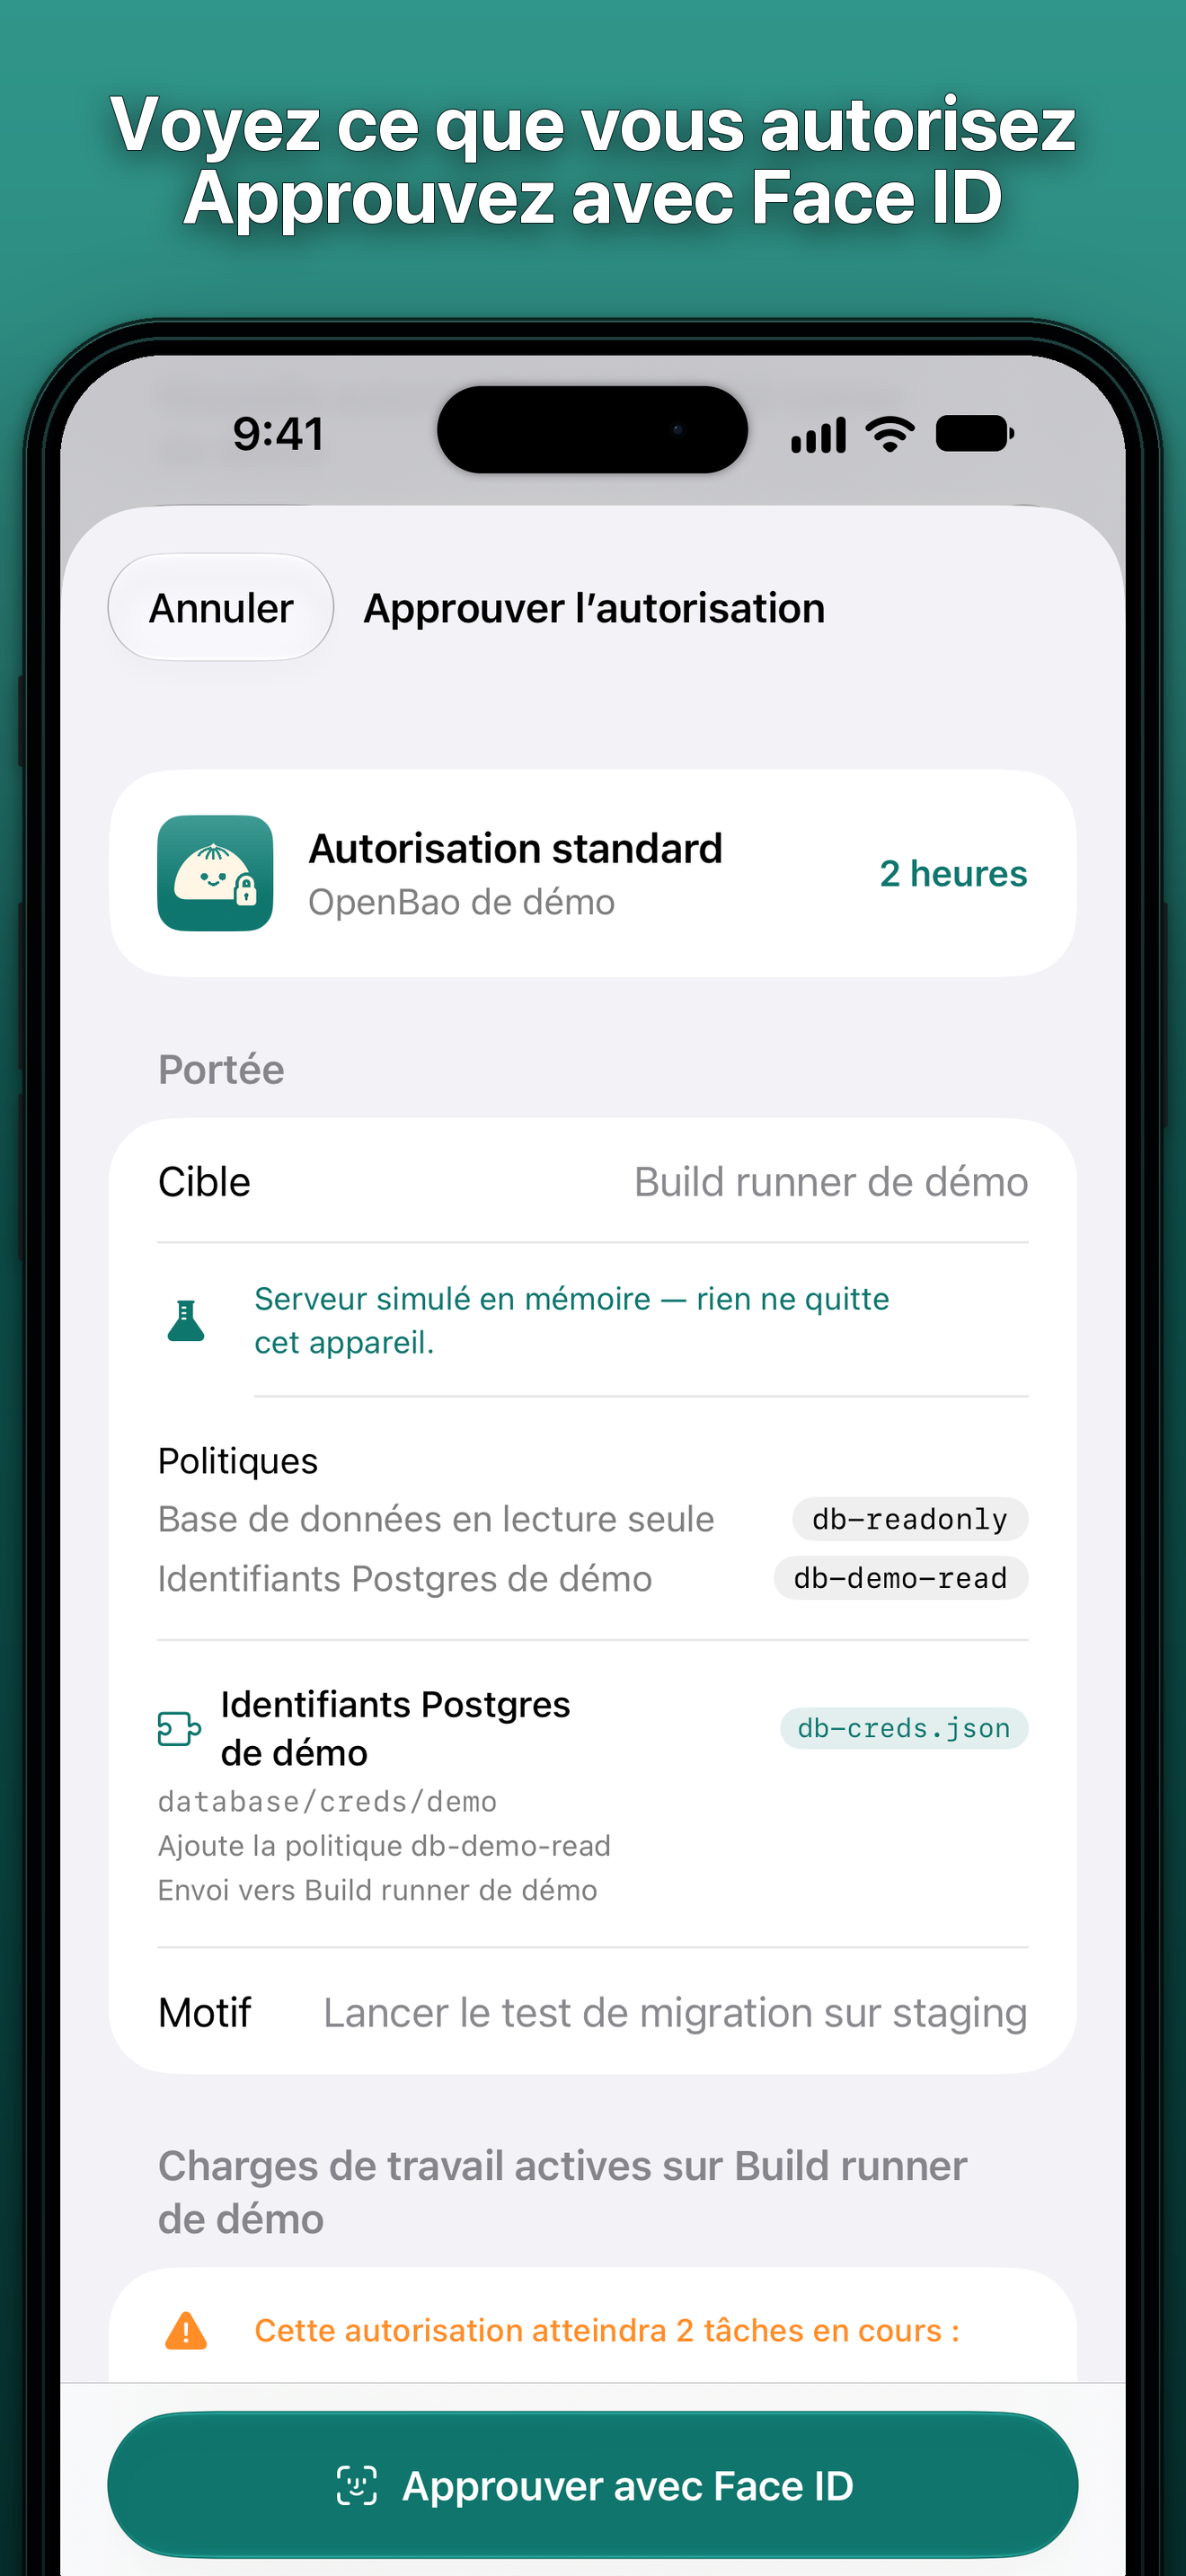 Voyez ce que vous autorisez
Approuvez avec Face ID
9:41
Annuler
Approuver l’autorisation
Autorisation standard
OpenBao de démo
2 heures
Portée
Cible
Build runner de démo
Serveur simulé en mémoire — rien ne quitte
cet appareil.
Politiques
Base de données en lecture seule
db-readonly
Identifiants Postgres de démo
db-demo-read
Identifiants Postgres
de démo
db-creds.json
database/creds/demo
Ajoute la politique db-demo-read
Envoi vers Build runner de démo
Motif
Lancer le test de migration sur staging
Charges de travail actives sur Build runner
de démo
Cette autorisation atteindra 2 tâches en cours :
Approuver avec Face ID